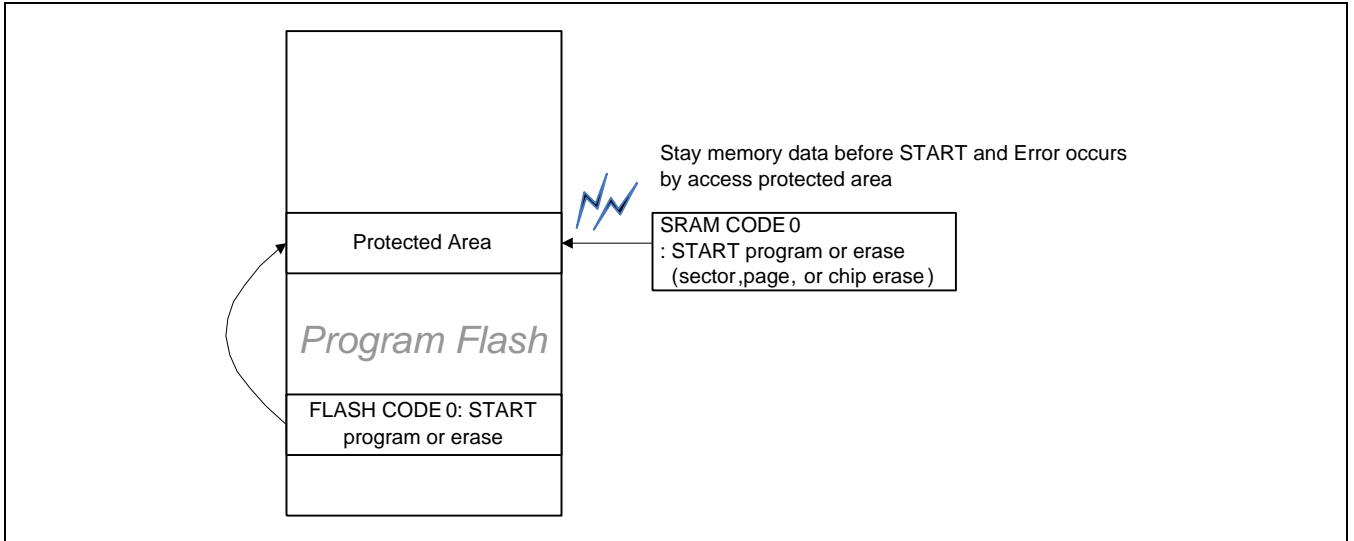 Stay memory data before START and Error occurs
by access protected area
Protected Area
SRAM CODE 0
: START program or erase
(sector,page, or chip erase)
Program Flash
FLASH CODE 0: START
program or erase